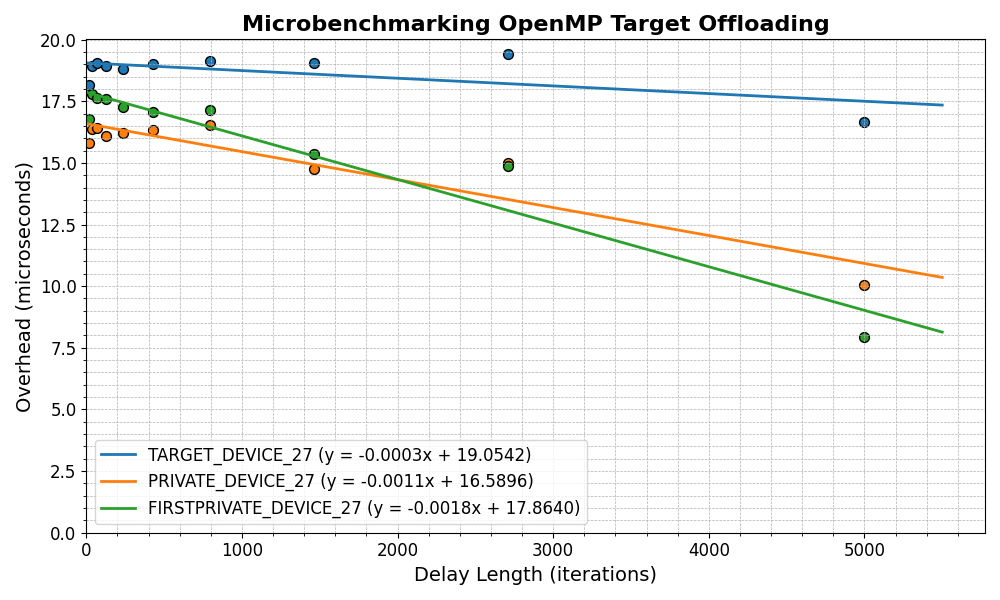 Microbenchmarking OpenMP Target Offloading
Overhead (microseconds)
20.0
17.5
15.0
12.5
10.0
7.5
5.0
2.5
0.0
TARGET_DEVICE_27 (y = -0.0003x + 19.0542)
PRIVATE_DEVICE_27 (y = -0.0011x + 16.5896)
FIRSTPRIVATE_DEVICE_27 (y = -0.0018x + 17.8640)
0 1000 2000 3000 4000 5000
Delay Length (iterations)